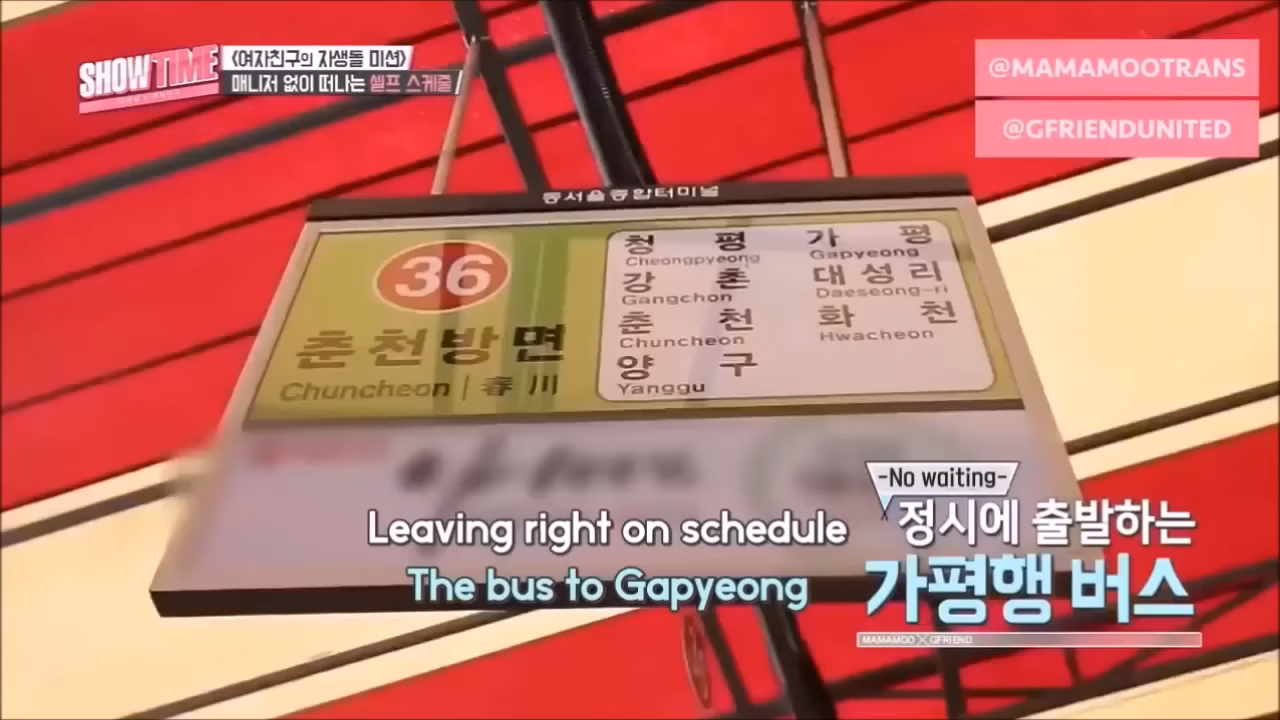 SHOWTIME
<여자친구의 자생돌 미션>
매니저 없이 떠나는 셀프 스케줄
@MAMAMOOTRANS
@GFRIENDUNITED
동서울종합터미널
36
춘천방면
Chuncheon | 春川
청평 가평
Cheongpyeong Gapyeong
강촌 대성리
Gangchon Daeseong-ri
춘천 화천
Chuncheon Hwacheon
양구
Yanggu
-No waiting-
Leaving right on schedule
정시에 출발하는
The bus to Gapyeong
가평행 버스
MAMAMOO X GFRIEND